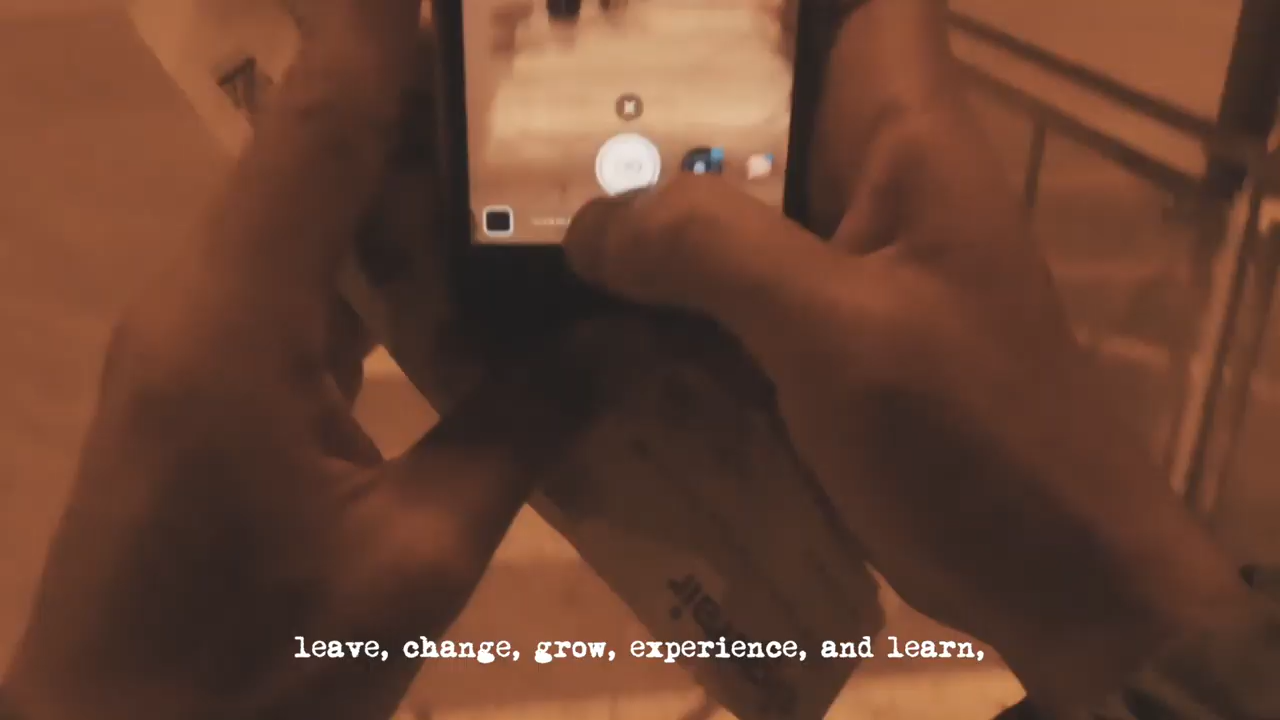 leave, change, grow, experience, and learn,